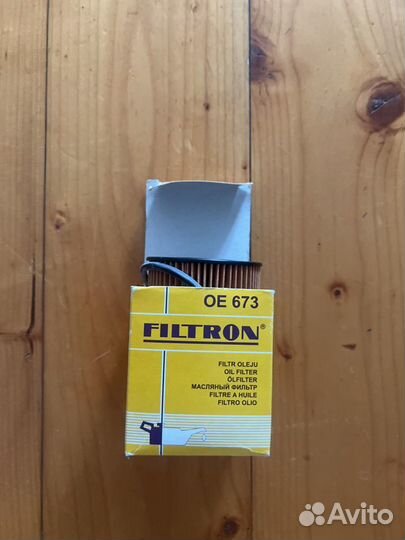 OE 673
FILTRON®
FILTR OLEJU
OIL FILTER
ÖLFILTER
МАСЛЯНЫЙ ФИЛЬТР
FILTRE A HUILE
FILTRO OLIO
Avito